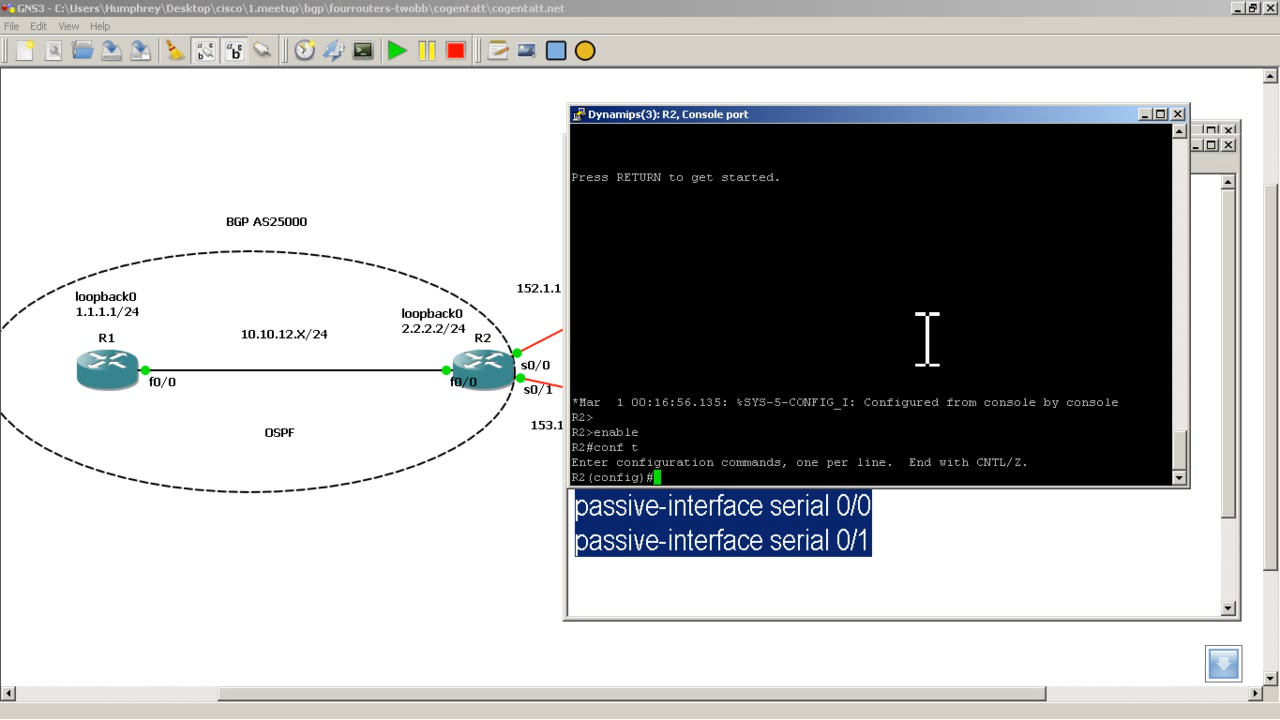 GNS3 - C:\Users\Humphrey\Desktop\cisco\1.meetup\bgp\fourrouters-twobb\cogentatt\cogentatt.net
File Edit View Help
Dynamips(3): R2, Console port
Press RETURN to get started.
*Mar  1 00:16:56.135: %SYS-5-CONFIG_I: Configured from console by console
R2>
R2>enable
R2#conf t
Enter configuration commands, one per line.  End with CNTL/Z.
R2(config)#
passive-interface serial 0/0
passive-interface serial 0/1
BGP AS25000
loopback0
1.1.1.1/24
R1
f0/0
10.10.12.X/24
OSPF
loopback0
2.2.2.2/24
R2
f0/0
s0/0
s0/1
152.1.1
153.1